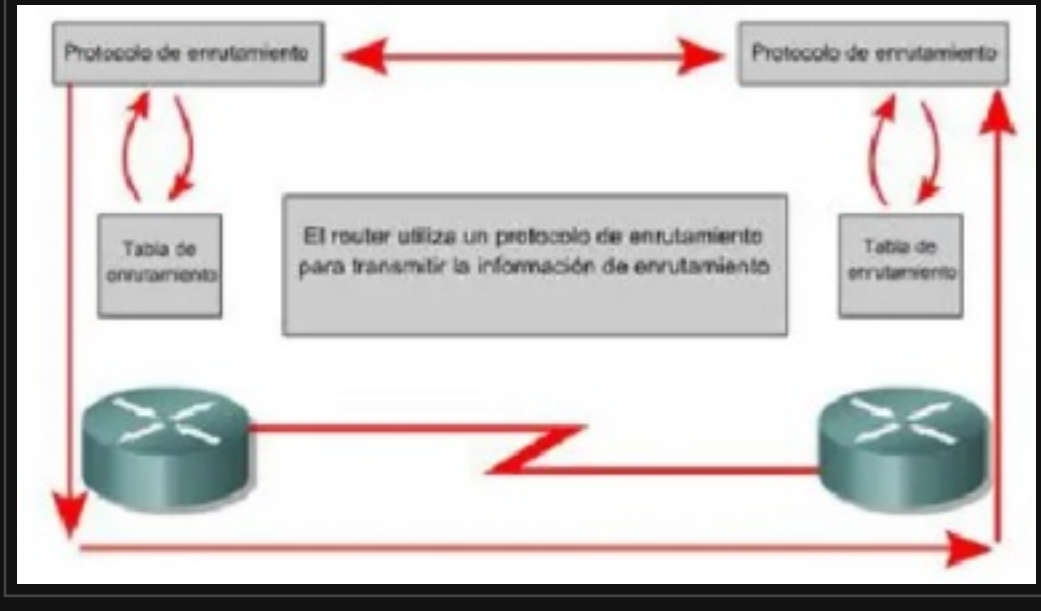 Protocolo de enrutamiento
Protocolo de enrutamiento
Tabla de
enrutamiento
El router utiliza un protocolo de enrutamiento
para transmitir la información de enrutamiento
Tabla de
enrutamiento